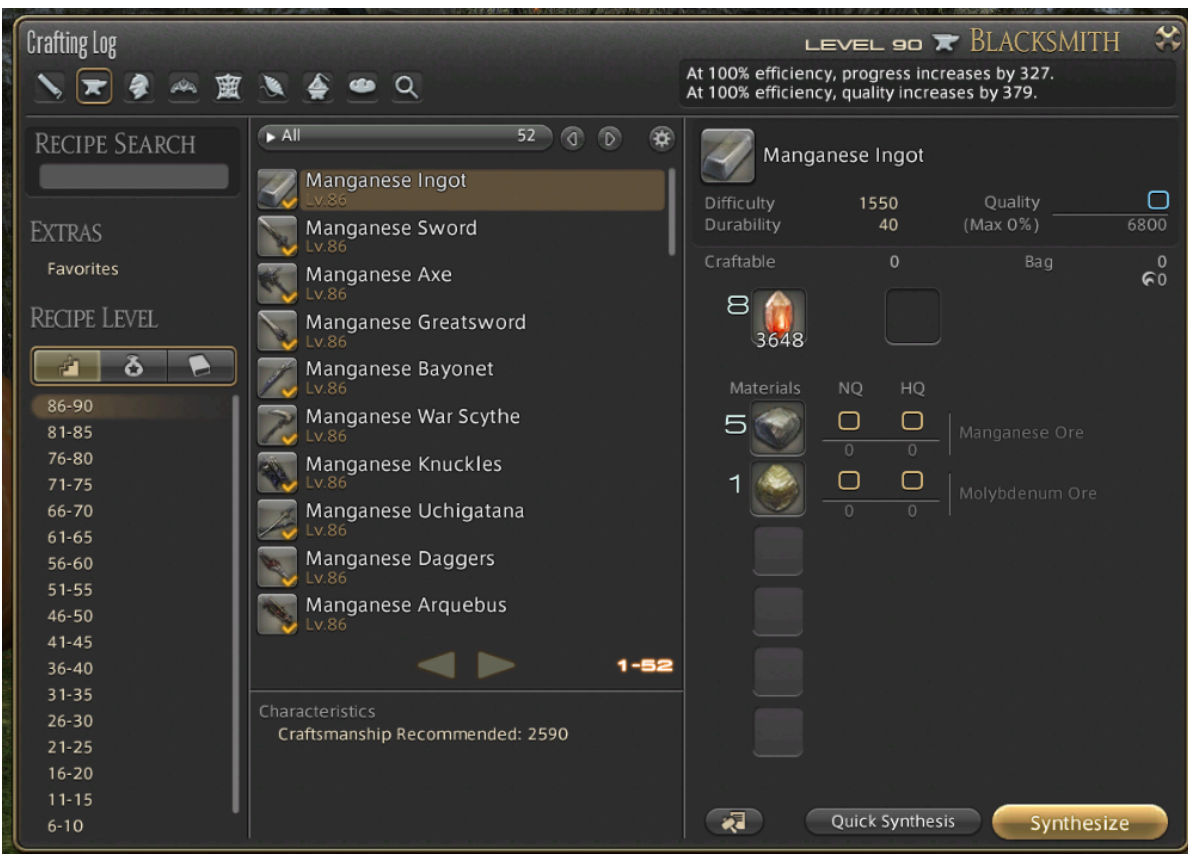 Crafting Log
LEVEL 90 BLACKSMITH
At 100% efficiency, progress increases by 327.
At 100% efficiency, quality increases by 379.
RECIPE SEARCH
EXTRAS
Favorites
RECIPE LEVEL
86-90
81-85
76-80
71-75
66-70
61-65
56-60
51-55
46-50
41-45
36-40
31-35
26-30
21-25
16-20
11-15
6-10
All 52
Manganese Ingot
Lv.86
Manganese Sword
Lv.86
Manganese Axe
Lv.86
Manganese Greatsword
Lv.86
Manganese Bayonet
Lv.86
Manganese War Scythe
Lv.86
Manganese Knuckles
Lv.86
Manganese Uchigatana
Lv.86
Manganese Daggers
Lv.86
Manganese Arquebus
Lv.86
1-52
Characteristics
Craftsmanship Recommended: 2590
Manganese Ingot
Difficulty 1550 Quality
Durability 40 (Max 0%) 6800
Craftable 0 Bag 0
0
8
3648
Materials NQ HQ
5 Manganese Ore
0 0
1 Molybdenum Ore
0 0
Quick Synthesis
Synthesize